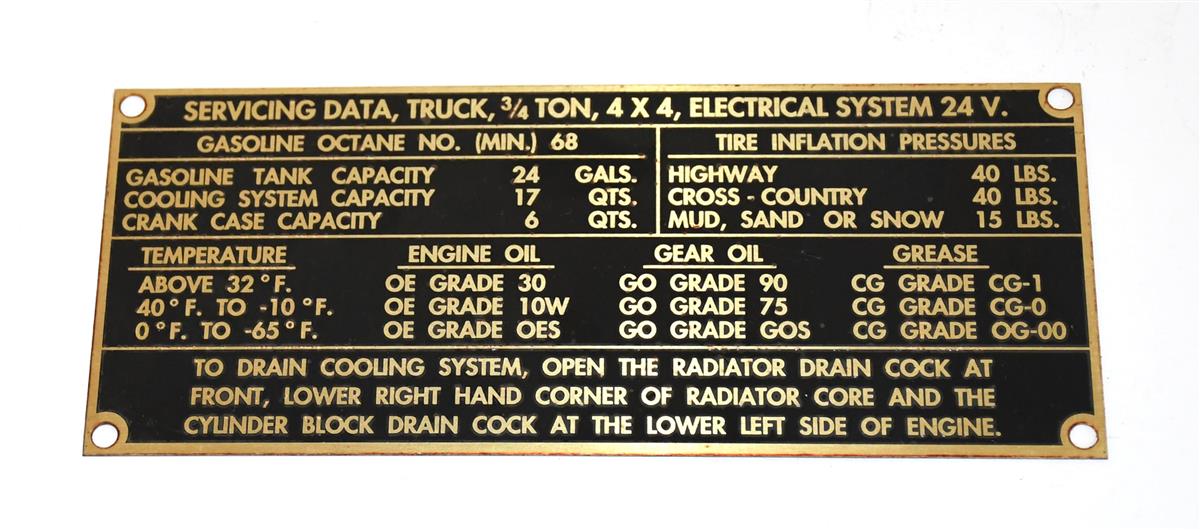 SERVICING DATA, TRUCK, 3/4 TON, 4 X 4, ELECTRICAL SYSTEM 24 V.
GASOLINE OCTANE NO. (MIN.) 68
GASOLINE TANK CAPACITY 24 GALS.
COOLING SYSTEM CAPACITY 17 QTS.
CRANK CASE CAPACITY 6 QTS.
TIRE INFLATION PRESSURES
HIGHWAY 40 LBS.
CROSS-COUNTRY 40 LBS.
MUD, SAND OR SNOW 15 LBS.
TEMPERATURE ENGINE OIL GEAR OIL GREASE
ABOVE 32°F. OE GRADE 30 GO GRADE 90 CG GRADE CG-1
40°F. TO -10°F. OE GRADE 10W GO GRADE 75 CG GRADE CG-0
0°F. TO -65°F. OE GRADE OES GO GRADE GOS CG GRADE OG-00
TO DRAIN COOLING SYSTEM, OPEN THE RADIATOR DRAIN COCK AT
FRONT, LOWER RIGHT HAND CORNER OF RADIATOR CORE AND THE
CYLINDER BLOCK DRAIN COCK AT THE LOWER LEFT SIDE OF ENGINE.